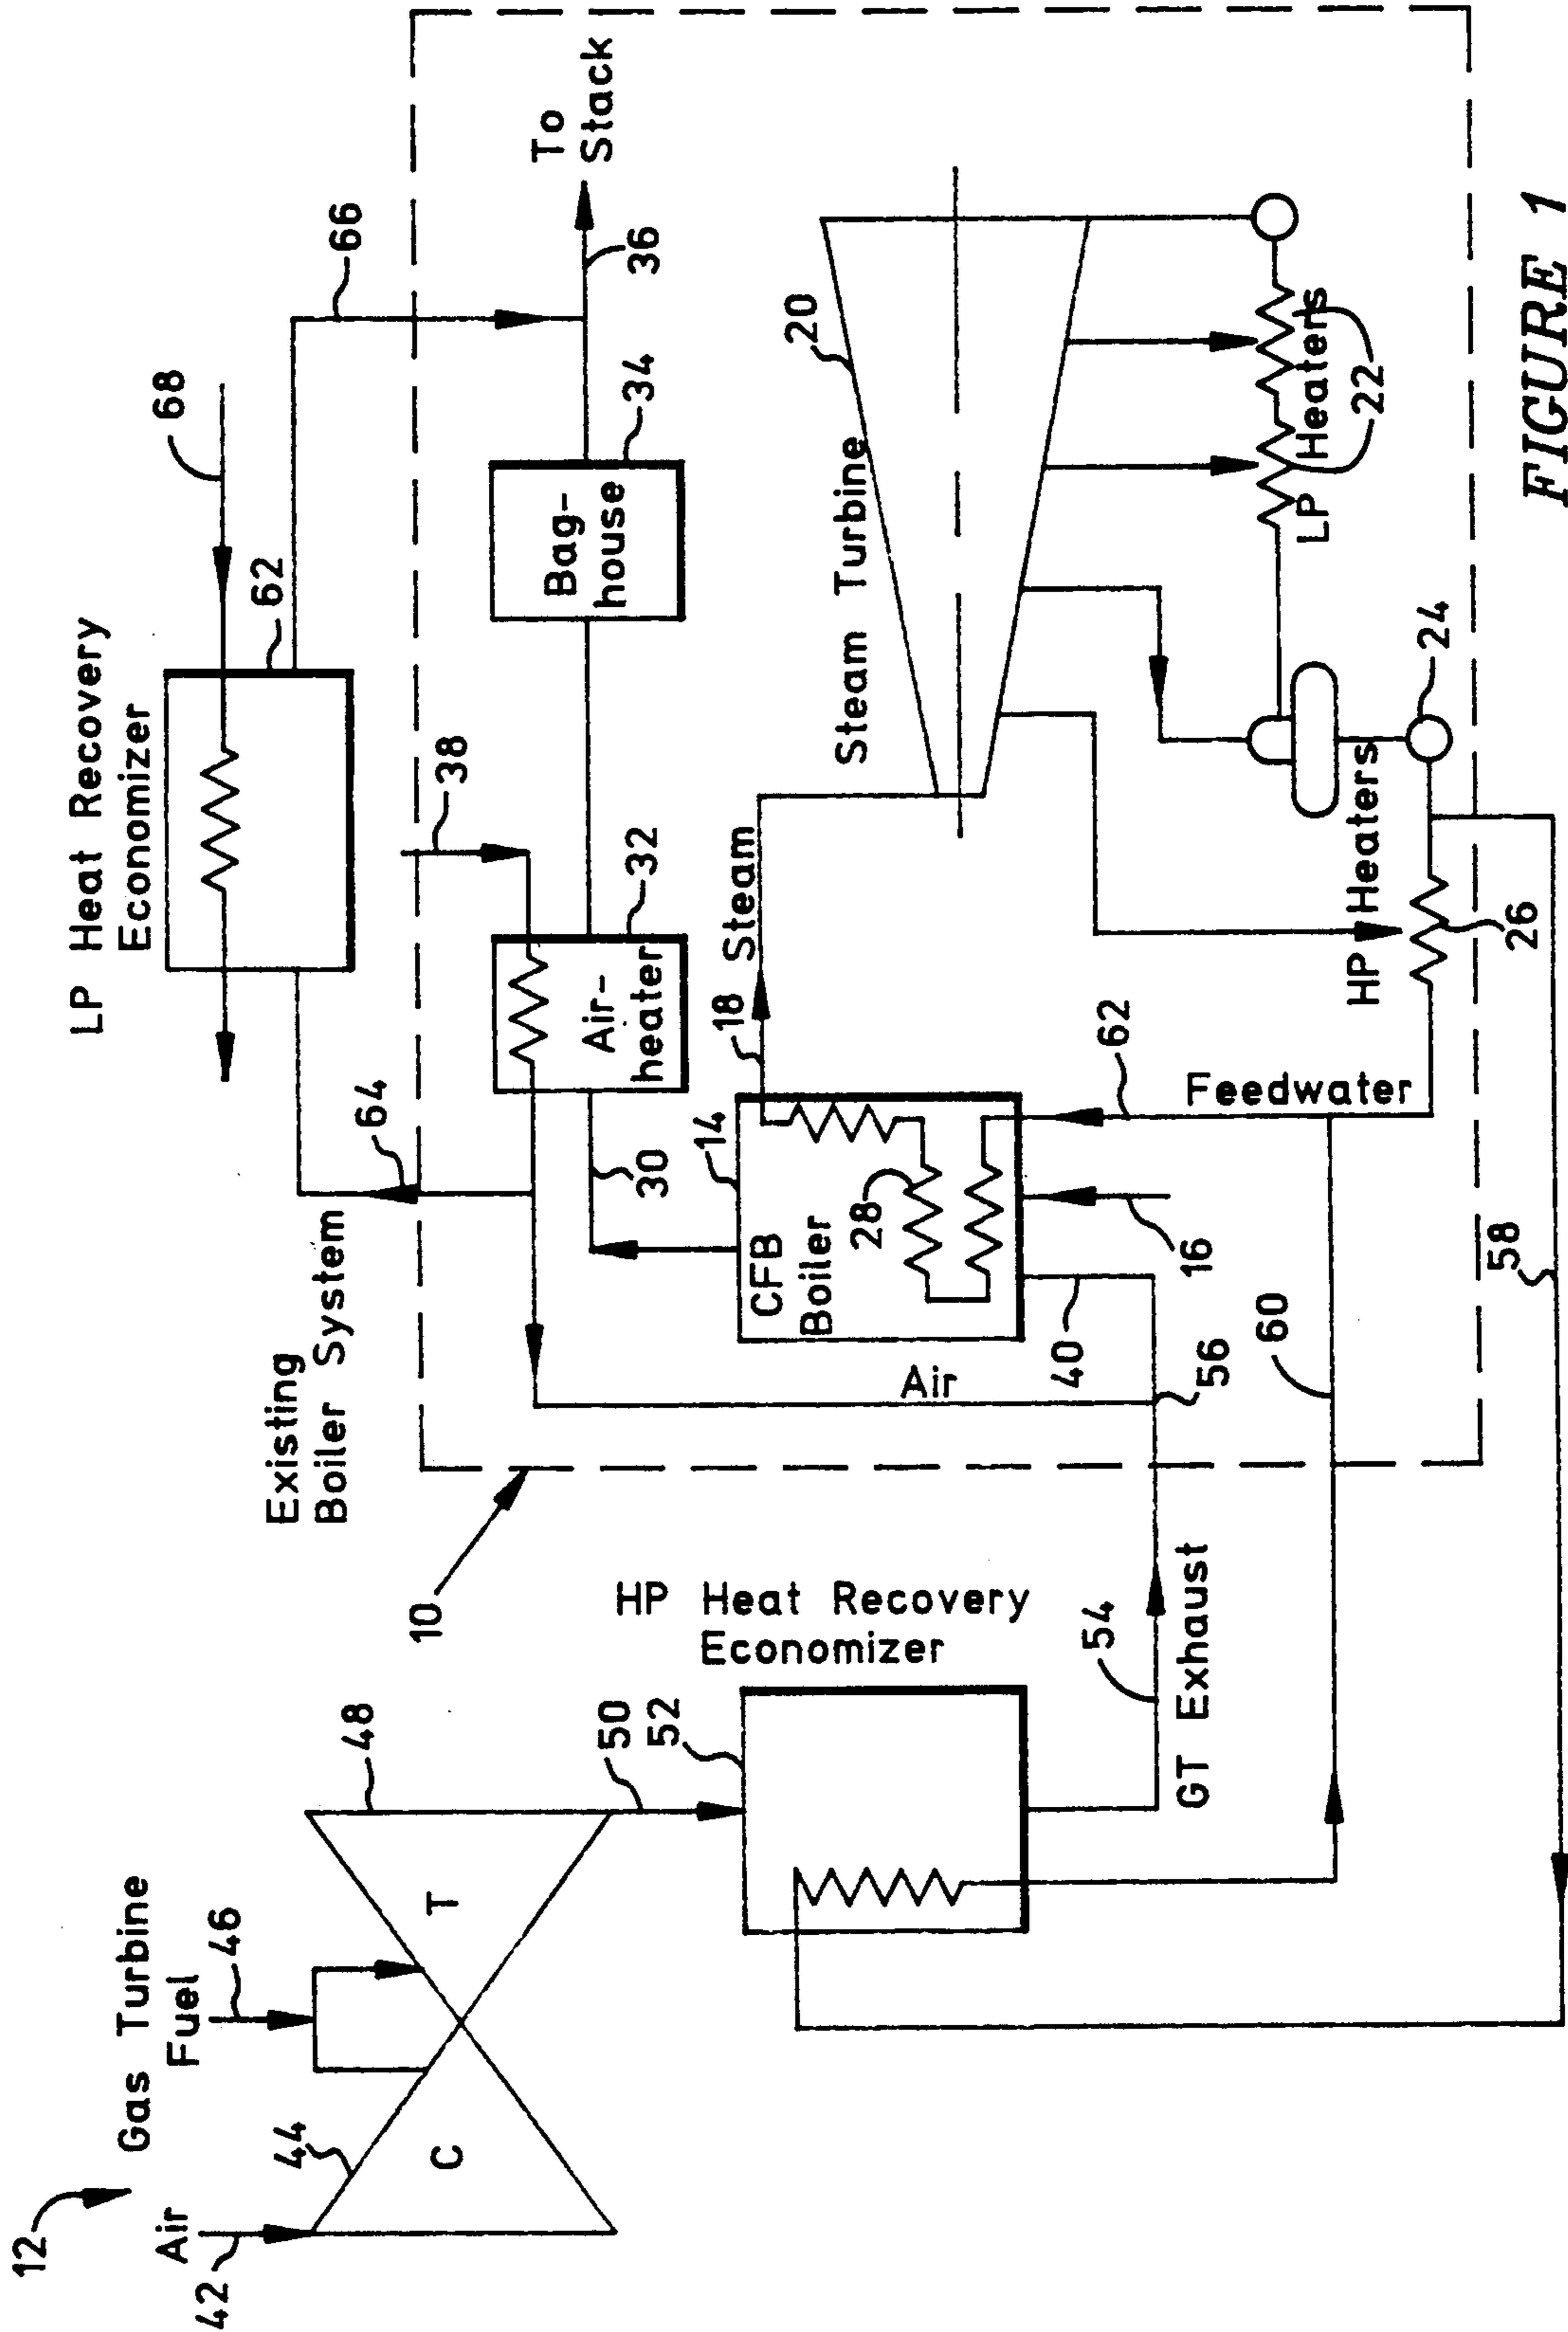 12
Air
42
Gas Turbine
Fuel
46
44
C
T
48
50
52
HP Heat Recovery
Economizer
54
GT Exhaust
10
Existing
Boiler System
LP Heat Recovery
Economizer
62
64
66
68
38
Air-
heater
32
30
Bag-
house
34
36
To
Stack
14
CFB
Boiler
28
18
Steam
Steam Turbine
20
Air
40
56
16
62
Feedwater
60
58
HP Heaters
26
24
LP Heaters
22
FIGURE 1